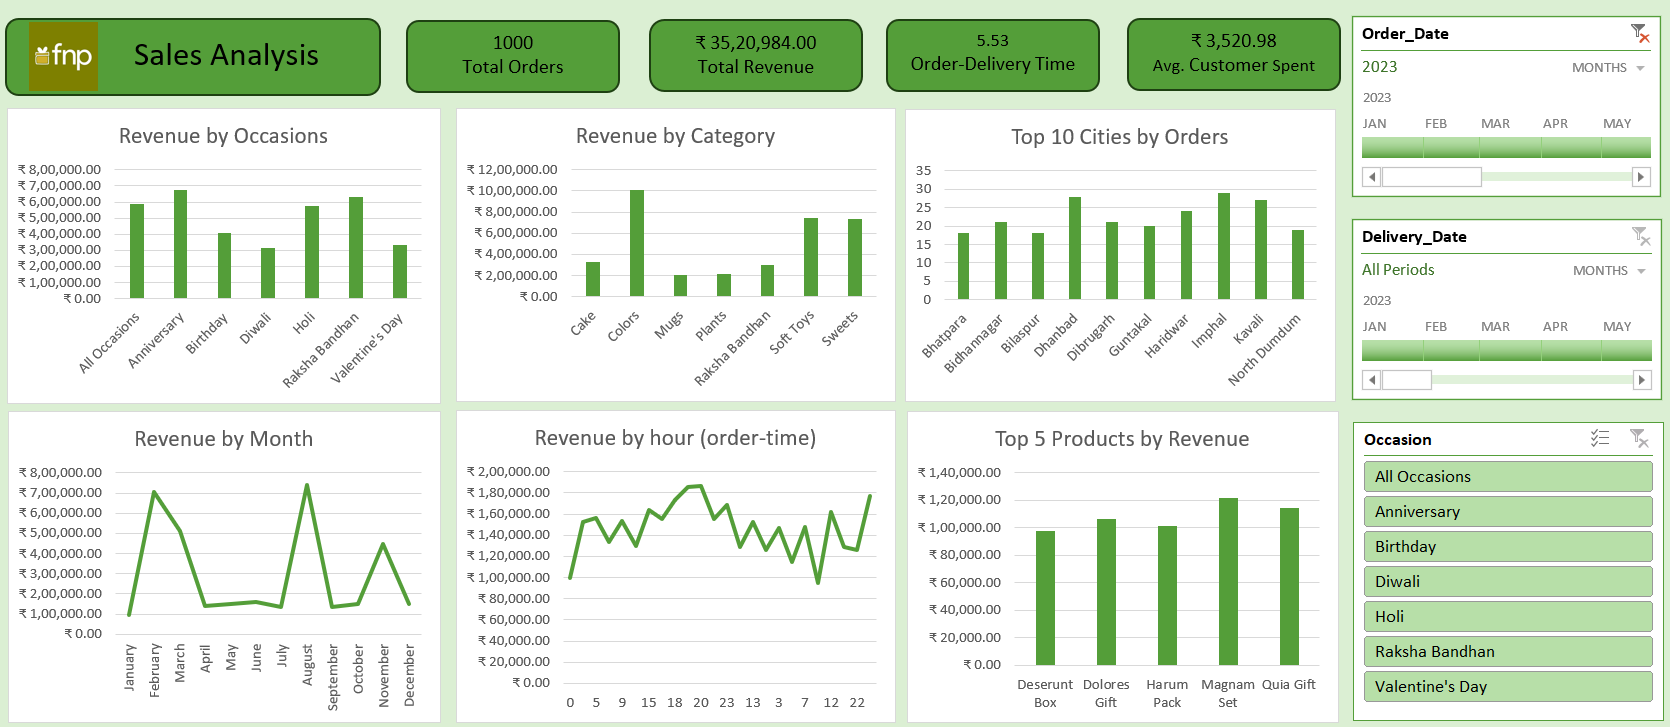 fnp
Sales Analysis
1000
Total Orders
₹ 35,20,984.00
Total Revenue
5.53
Order-Delivery Time
₹ 3,520.98
Avg. Customer Spent
Order_Date
2023
MONTHS
2023
JAN FEB MAR APR MAY
Delivery_Date
All Periods
MONTHS
2023
JAN FEB MAR APR MAY
Occasion
All Occasions
Anniversary
Birthday
Diwali
Holi
Raksha Bandhan
Valentine's Day
Revenue by Occasions
₹ 8,00,000.00
₹ 7,00,000.00
₹ 6,00,000.00
₹ 5,00,000.00
₹ 4,00,000.00
₹ 3,00,000.00
₹ 2,00,000.00
₹ 1,00,000.00
₹ 0.00
All Occasions
Anniversary
Birthday
Diwali
Holi
Raksha Bandhan
Valentine's Day
Revenue by Category
₹ 12,00,000.00
₹ 10,00,000.00
₹ 8,00,000.00
₹ 6,00,000.00
₹ 4,00,000.00
₹ 2,00,000.00
₹ 0.00
Cake
Colors
Mugs
Plants
Raksha Bandhan
Soft Toys
Sweets
Top 10 Cities by Orders
35
30
25
20
15
10
5
0
Bhatpara
Bidhannagar
Bilaspur
Dhanbad
Dibrugarh
Guntakal
Haridwar
Imphal
Kavali
North Dumdum
Revenue by Month
₹ 8,00,000.00
₹ 7,00,000.00
₹ 6,00,000.00
₹ 5,00,000.00
₹ 4,00,000.00
₹ 3,00,000.00
₹ 2,00,000.00
₹ 1,00,000.00
₹ 0.00
January
February
March
April
May
June
July
August
September
October
November
December
Revenue by hour (order-time)
₹ 2,00,000.00
₹ 1,80,000.00
₹ 1,60,000.00
₹ 1,40,000.00
₹ 1,20,000.00
₹ 1,00,000.00
₹ 80,000.00
₹ 60,000.00
₹ 40,000.00
₹ 20,000.00
₹ 0.00
0 5 9 15 18 20 23 13 3 7 12 22
Top 5 Products by Revenue
₹ 1,40,000.00
₹ 1,20,000.00
₹ 1,00,000.00
₹ 80,000.00
₹ 60,000.00
₹ 40,000.00
₹ 20,000.00
₹ 0.00
Deserunt Box
Dolores Gift
Harum Pack
Magnam Set
Quia Gift